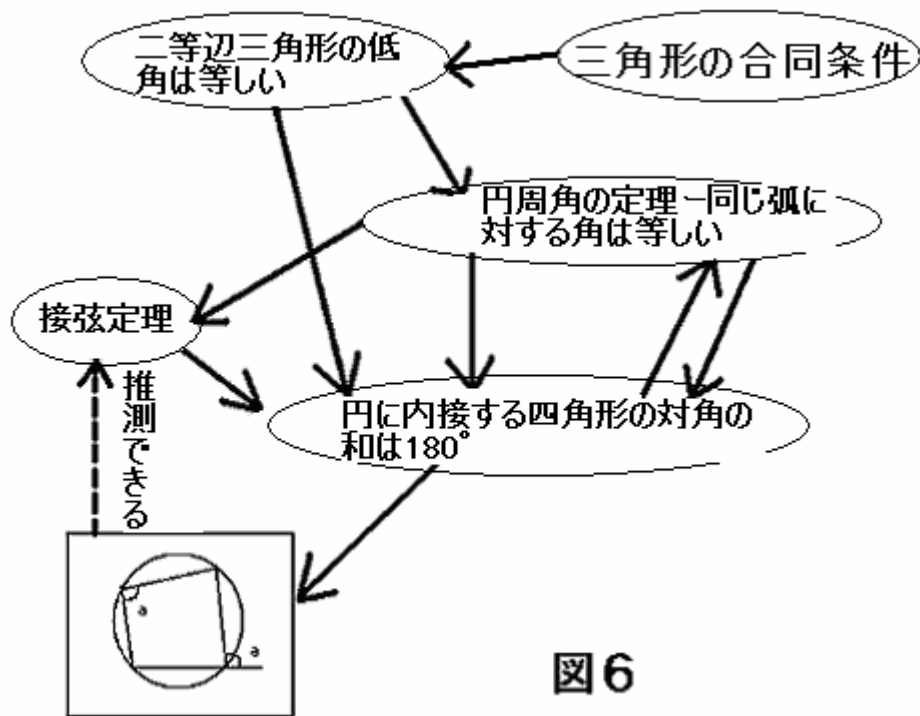 二等辺三角形の低
角は等しい
三角形の合同条件
円周角の定理－同じ弧に
対する角は等しい
接弦定理
推測できる
円に内接する四角形の対角の
和は180°
a
a
図6